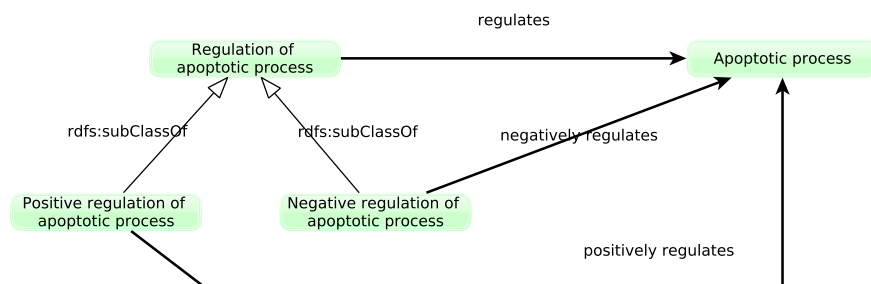 regulates
Regulation of
apoptotic process
Apoptotic process
rdfs:subClassOf
rdfs:subClassOf
negatively regulates
Positive regulation of
apoptotic process
Negative regulation of
apoptotic process
positively regulates